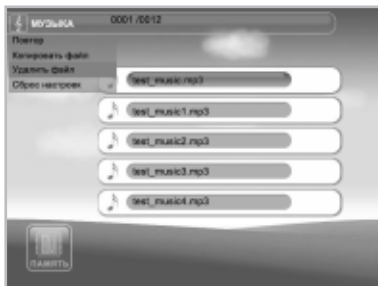 МУЗЫКА 0001 /0012
Повтор
Копировать файл
Удалить файл
Сброс настроек
test_music.mp3
test_music1.mp3
test_music2.mp3
test_music3.mp3
test_music4.mp3
ПАМЯТЬ